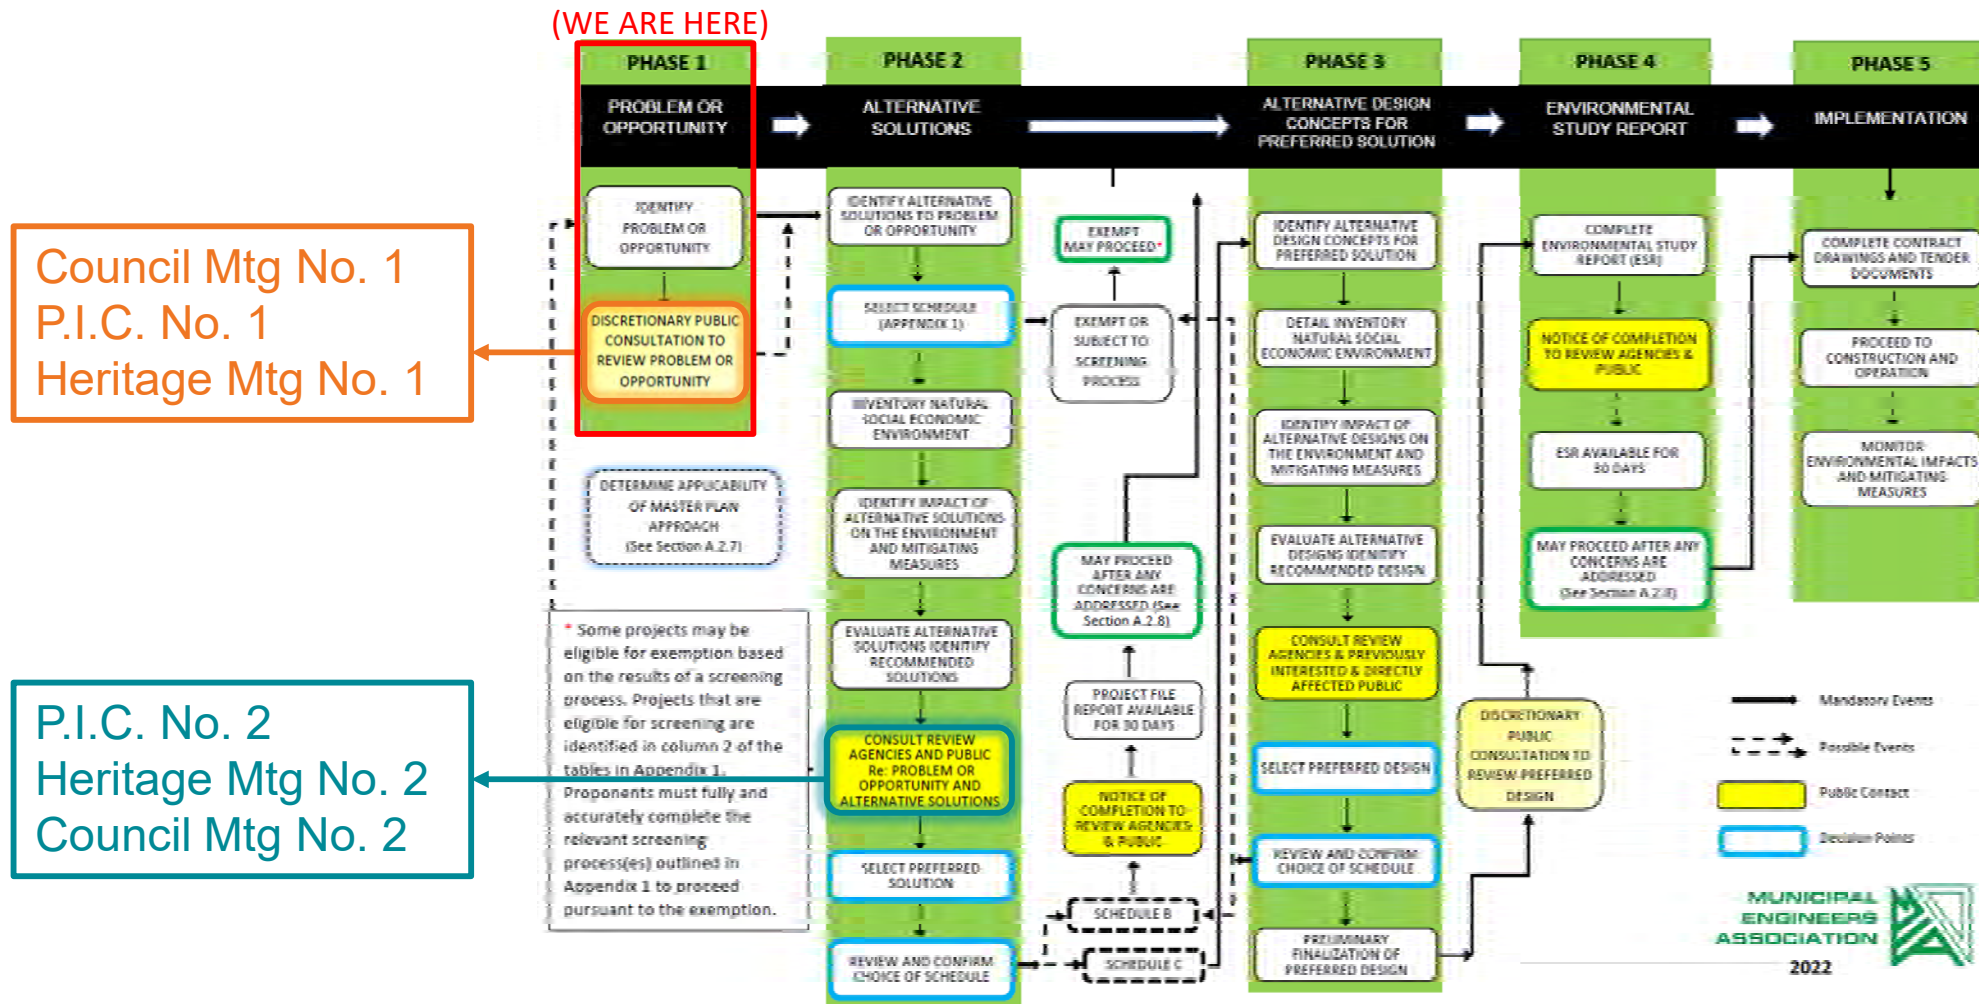 (WE ARE HERE)
PHASE 1
PROBLEM OR
OPPORTUNITY
IDENTIFY
PROBLEM OR
OPPORTUNITY
DISCRETIONARY PUBLIC
CONSULTATION TO
REVIEW PROBLEM OR
OPPORTUNITY
Council Mtg No. 1
P.I.C. No. 1
Heritage Mtg No. 1
DETERMINE APPLICABILITY
OF MASTER PLAN
APPROACH
(See Section A.2.7)
* Some projects may be
eligible for exemption based
on the results of a screening
process. Projects that are
eligible for screening are
identified in column 2 of the
tables in Appendix 1.
Proponents must fully and
accurately complete the
relevant screening
process(es) outlined in
Appendix 1 to proceed
pursuant to the exemption.
P.I.C. No. 2
Heritage Mtg No. 2
Council Mtg No. 2
PHASE 2
ALTERNATIVE
SOLUTIONS
IDENTIFY ALTERNATIVE
SOLUTIONS TO PROBLEM
OR OPPORTUNITY
SELECT SCHEDULE
(APPENDIX 1)
INVENTORY NATURAL
SOCIAL ECONOMIC
ENVIRONMENT
IDENTIFY IMPACT OF
ALTERNATIVE SOLUTIONS
ON THE ENVIRONMENT
AND MITIGATING
MEASURES
EVALUATE ALTERNATIVE
SOLUTIONS IDENITIFY
RECOMMENDED
SOLUTIONS
CONSULT REVIEW
AGENCIES AND PUBLIC
Re: PROBLEM OR
OPPORTUNITY AND
ALTERNATIVE SOLUTIONS
SELECT PREFERRED
SOLUTION
REVIEW AND CONFIRM
CHOICE OF SCHEDULE
EXEMPT
MAY PROCEED*
EXEMPT OR
SUBJECT TO
SCREENING
PROCESS
MAY PROCEED
AFTER ANY
CONCERNS ARE
ADDRESSED (See
Section A.2.8)
PROJECT FILE
REPORT AVAILABLE
FOR 30 DAYS
NOTICE OF
COMPLETION TO
REVIEW AGENCIES
& PUBLIC
SCHEDULE B
SCHEDULE C
PHASE 3
ALTERNATIVE DESIGN
CONCEPTS FOR
PREFERRED SOLUTION
IDENTIFY ALTERNATIVE
DESIGN CONCEPTS FOR
PREFERRED SOLUTION
DETAIL INVENTORY
NATURAL SOCIAL
ECONOMIC ENVIRONMENT
IDENTIFY IMPACT OF
ALTERNATIVE DESIGNS ON
THE ENVIRONMENT AND
MITIGATING MEASURES
EVALUATE ALTERNATIVE
DESIGNS IDENITIFY
RECOMMENDED DESIGN
CONSULT REVIEW
AGENCIES & PREVIOUSLY
INTERESTED & DIRECTLY
AFFECTED PUBLIC
SELECT PREFERRED DESIGN
REVIEW AND CONFIRM
CHOICE OF SCHEDULE
PRELIMINARY
FINALIZATION OF
PREFERRED DESIGN
DISCRETIONARY
PUBLIC
CONSULTATION TO
REVIEW PREFERRED
DESIGN
PHASE 4
ENVIRONMENTAL
STUDY REPORT
COMPLETE
ENVIRONMENTAL STUDY
REPORT (ESR)
NOTICE OF COMPLETION
TO REVIEW AGENCIES &
PUBLIC
ESR AVAILABLE FOR
30 DAYS
MAY PROCEED AFTER ANY
CONCERNS ARE
ADDRESSED
(See Section A.2.8)
PHASE 5
IMPLEMENTATION
COMPLETE CONTRACT
DRAWINGS AND TENDER
DOCUMENTS
PROCEED TO
CONSTRUCTION AND
OPERATION
MONITOR
ENVIRONMENTAL IMPACTS
AND MITIGATING
MEASURES
Mandatory Events
Possible Events
Public Contact
Decision Points
MUNICIPAL
ENGINEERS
ASSOCIATION
2022